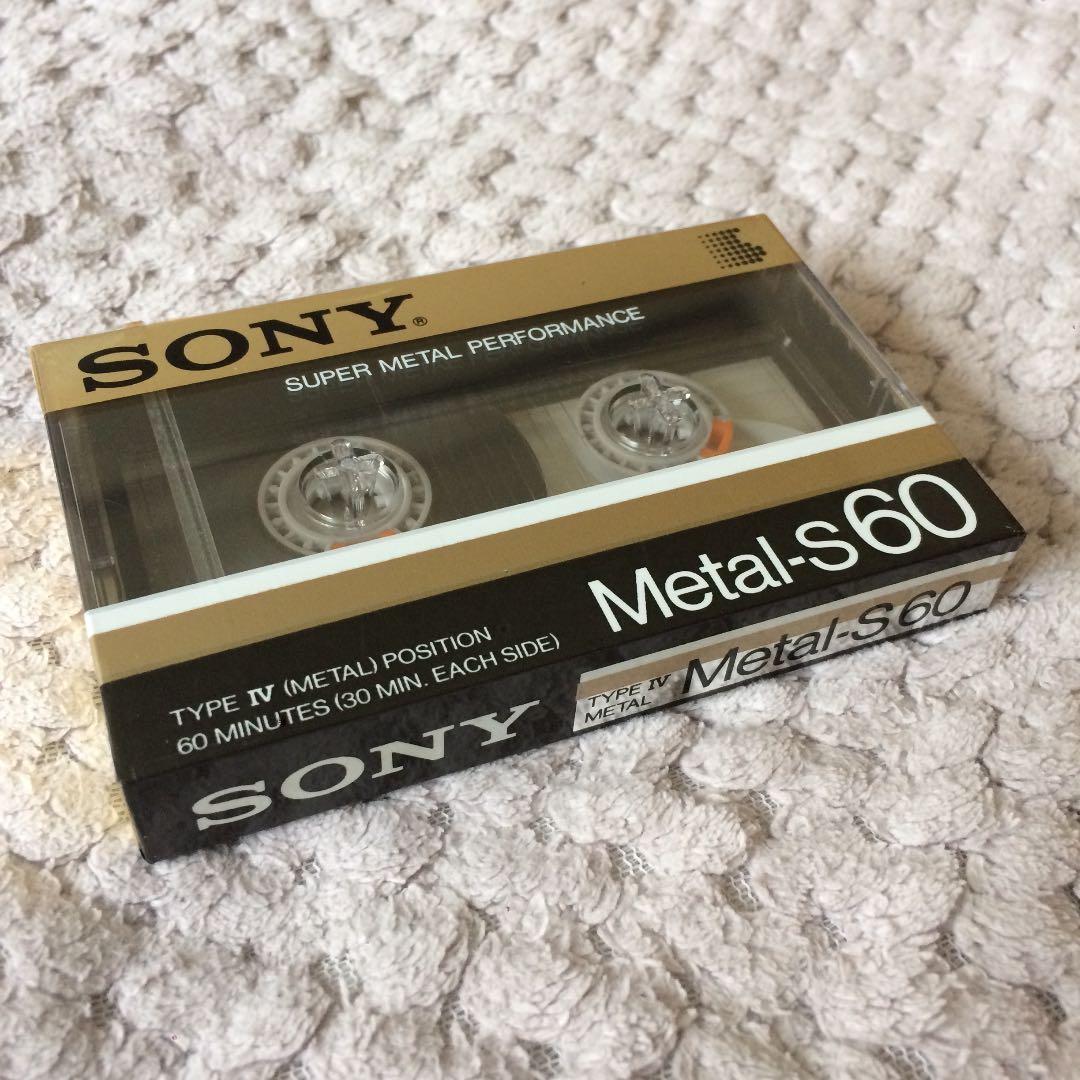 SONY®
SUPER METAL PERFORMANCE
Metal-S60
TYPE IV (METAL) POSITION
60 MINUTES (30 MIN. EACH SIDE)
SONY
TYPE IV
METAL
Metal-S60